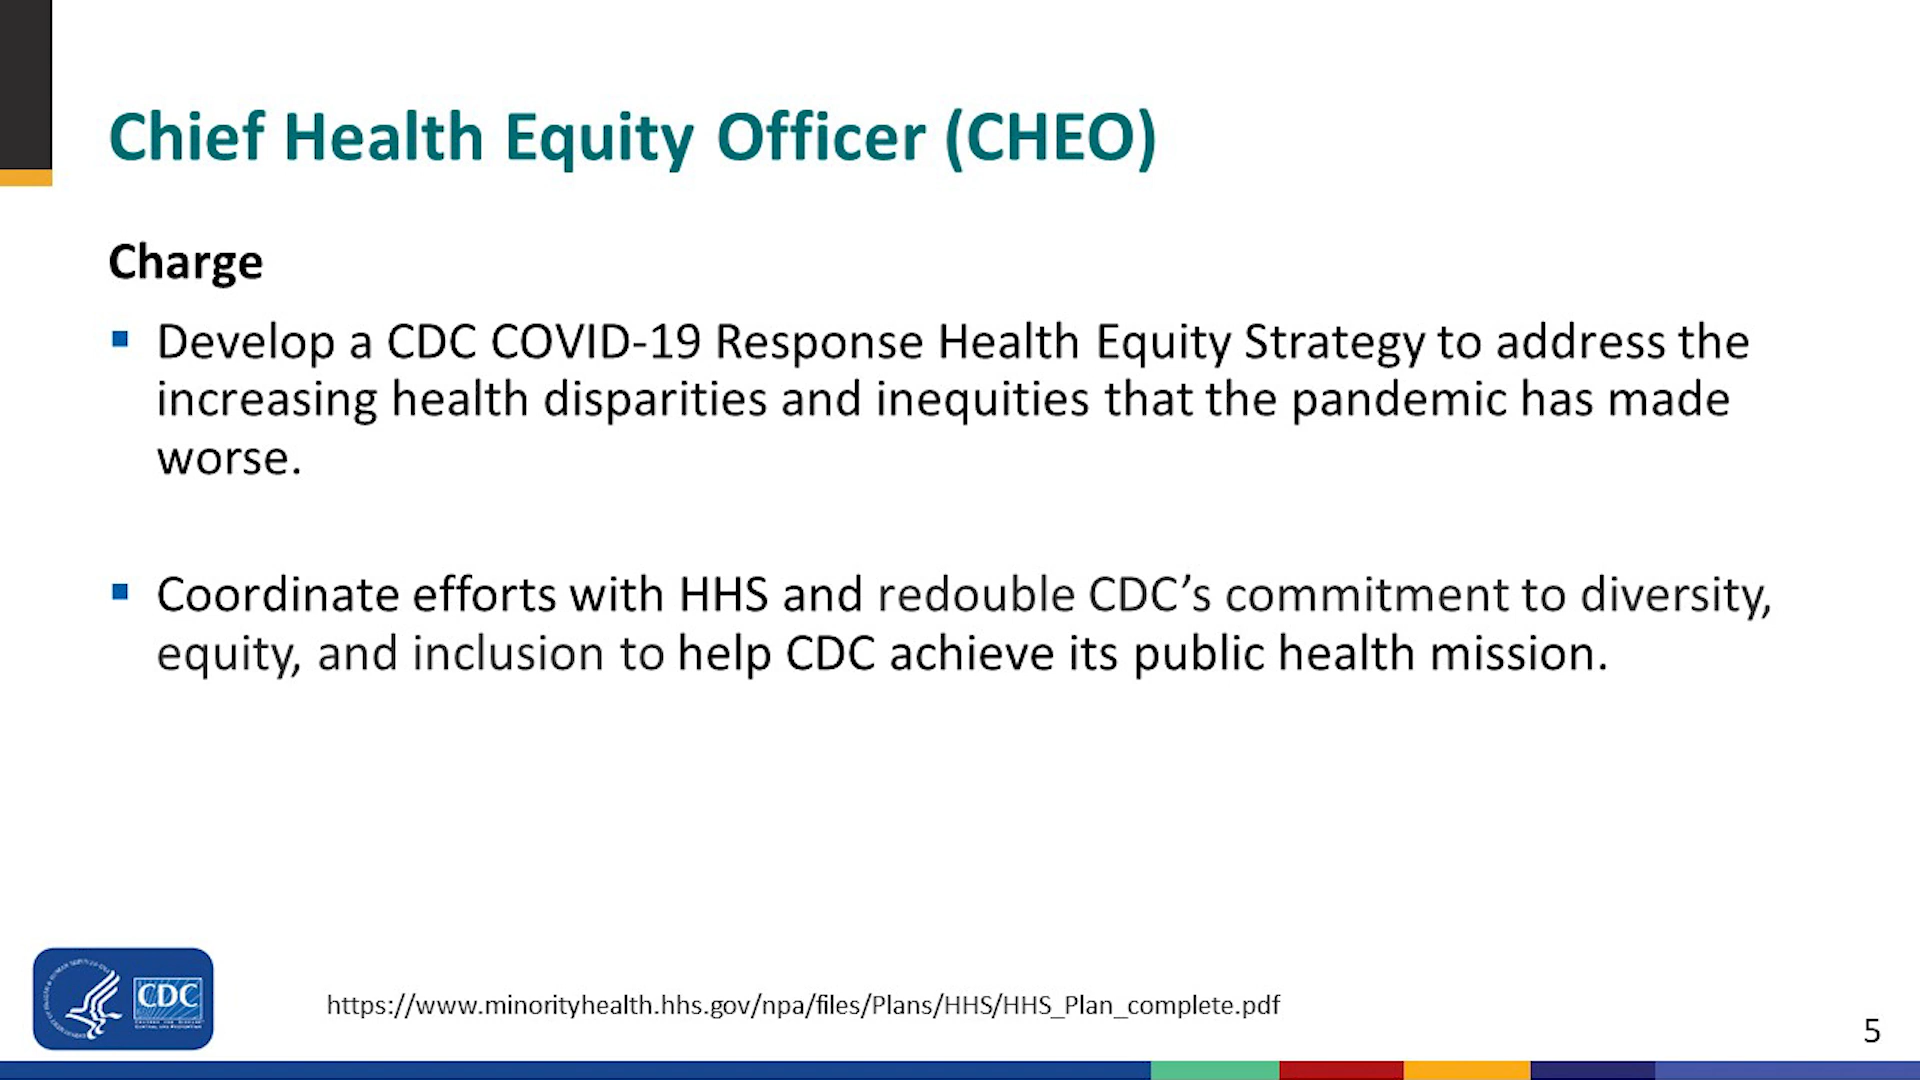 Chief Health Equity Officer (CHEO)
Charge
▪ Develop a CDC COVID-19 Response Health Equity Strategy to address the
increasing health disparities and inequities that the pandemic has made
worse.
▪ Coordinate efforts with HHS and redouble CDC’s commitment to diversity,
equity, and inclusion to help CDC achieve its public health mission.
CDC
https://www.minorityhealth.hhs.gov/npa/files/Plans/HHS/HHS_Plan_complete.pdf
5